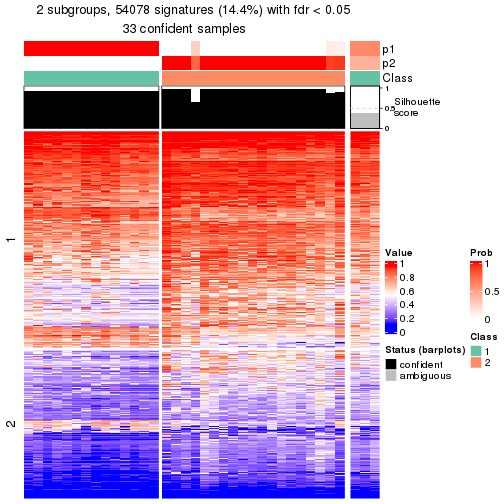 2 subgroups, 54078 signatures (14.4%) with fdr < 0.05
33 confident samples
p1
p2
Class
1
0.5
0
Silhouette
score
1
2
Value
1
0.8
0.6
0.4
0.2
0
Prob
1
0.5
0
Status (barplots)
confident
ambiguous
Class
1
2